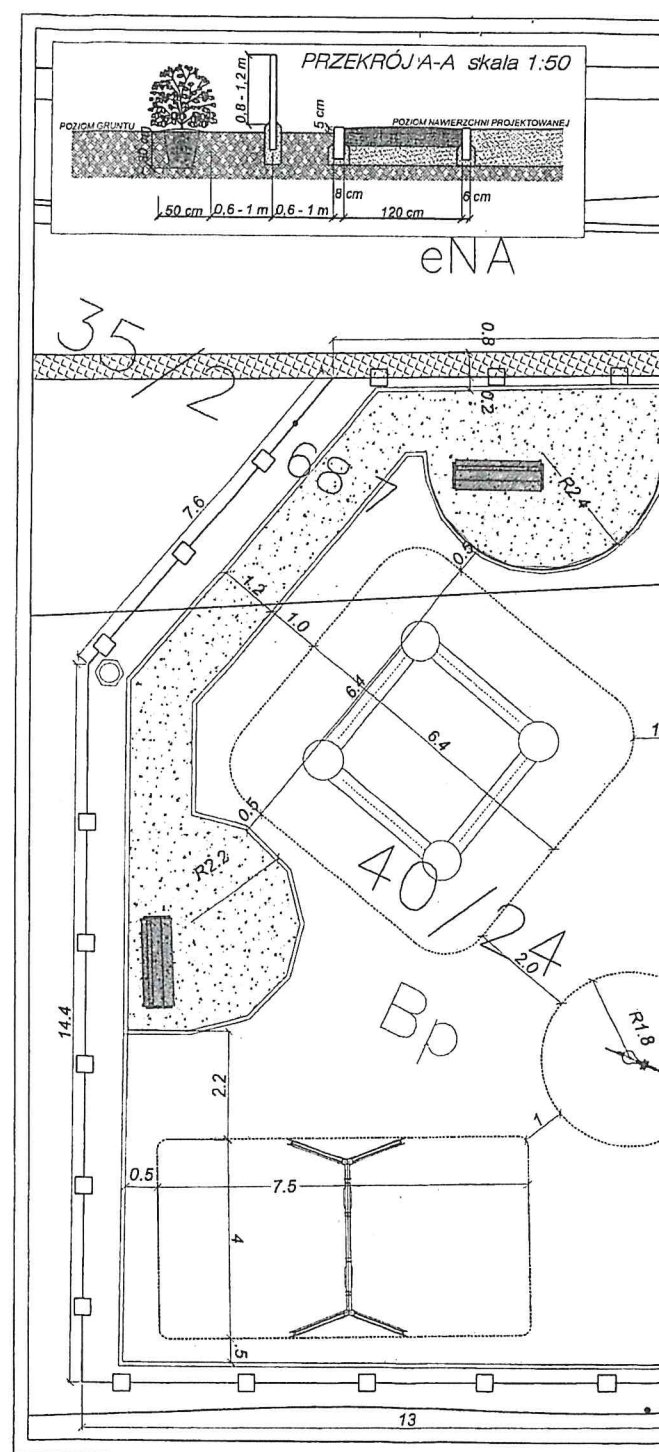 PRZEKRÓJ A-A skala 1:50
0,8 - 1,2 m
5 cm
POZIOM GRUNTU
POZIOM NAWIERZCHNI PROJEKTOWANEJ
8 cm
6 cm
50 cm
0,6 - 1 m
0,6 - 1 m
120 cm
eNA
35/2
0.8
0.2
68
7.6
R2.4
0.5
1.2
1.0
6.4
6.4
1
0.5
R2.2
40/24
2.0
Bp
R1.8
14.4
2.2
1
0.5
7.5
4
.5
13